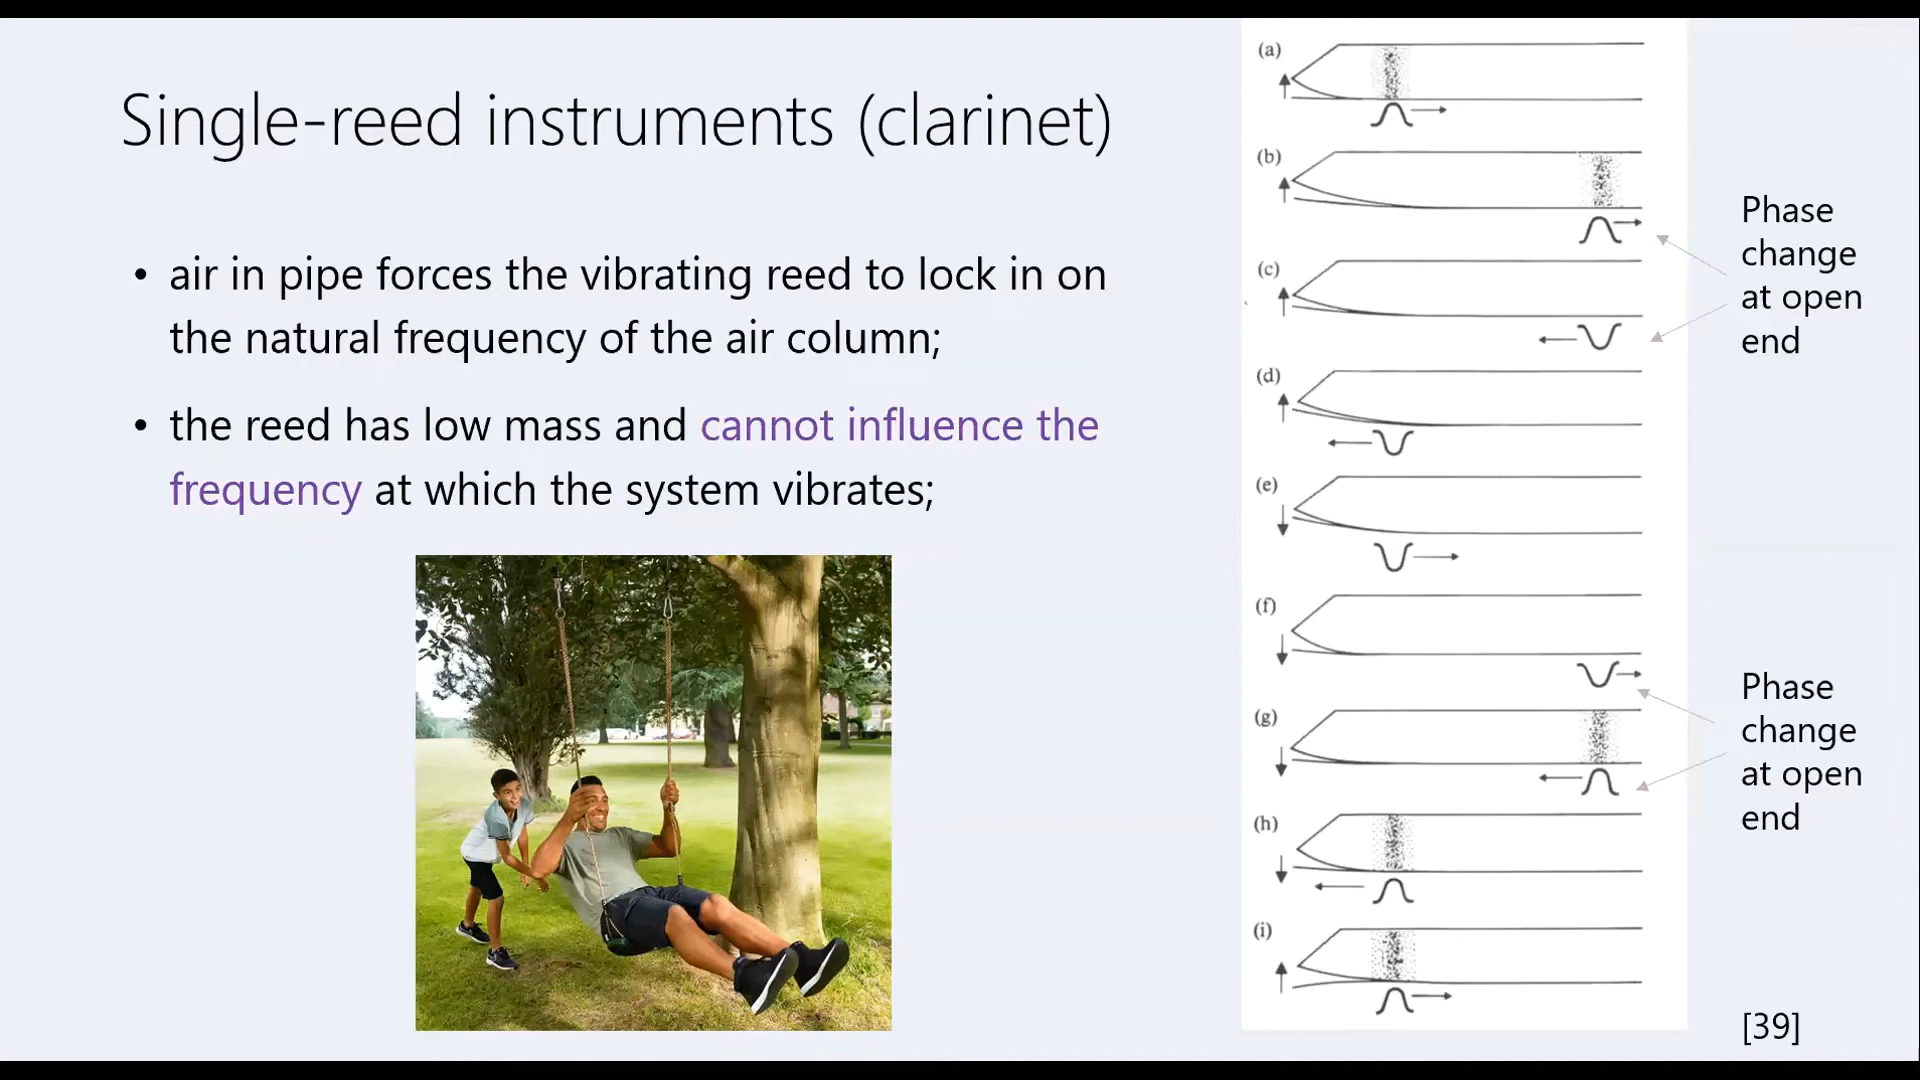 Single-reed instruments (clarinet)
• air in pipe forces the vibrating reed to lock in on
the natural frequency of the air column;
• the reed has low mass and cannot influence the
frequency at which the system vibrates;
(a)
(b)
(c)
(d)
(e)
(f)
(g)
(h)
(i)
Phase
change
at open
end
Phase
change
at open
end
[39]